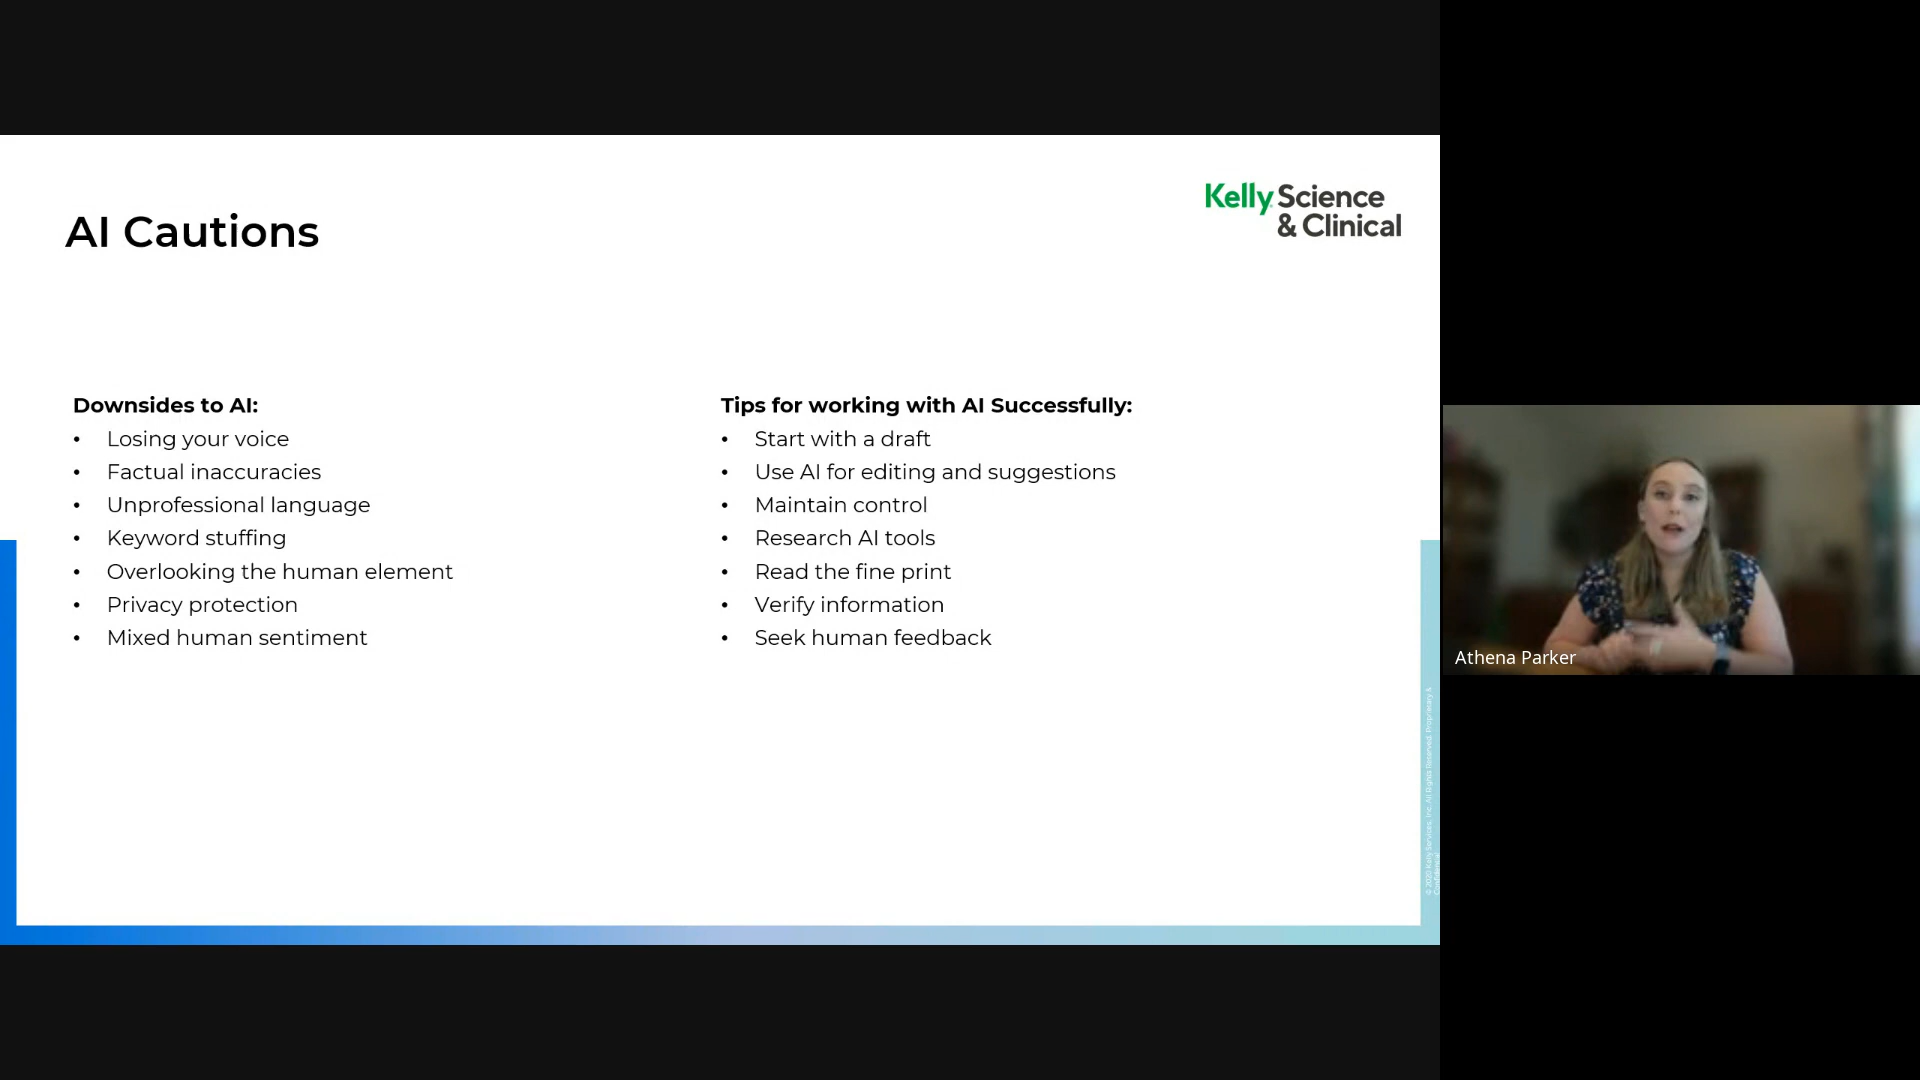 AI Cautions
Kelly Science
& Clinical
Downsides to AI:
• Losing your voice
• Factual inaccuracies
• Unprofessional language
• Keyword stuffing
• Overlooking the human element
• Privacy protection
• Mixed human sentiment
Tips for working with AI Successfully:
• Start with a draft
• Use AI for editing and suggestions
• Maintain control
• Research AI tools
• Read the fine print
• Verify information
• Seek human feedback
Athena Parker